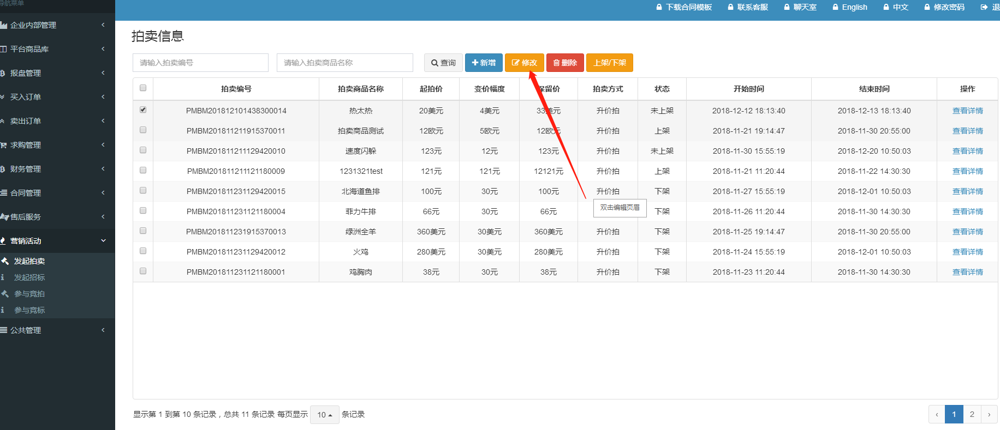 导航菜单
下载合同模板 联系客服 聊天室 English 中文 修改密码 退
企业内部管理
平台商品库
报盘管理
买入订单
卖出订单
求购管理
财务管理
合同管理
售后服务
营销活动
发起拍卖
发起招标
参与竞拍
参与竞标
公共管理
拍卖信息
请输入拍卖编号 请输入拍卖商品名称 查询 新增 修改 删除 上架/下架
拍卖编号 拍卖商品名称 起拍价 变价幅度 保留价 拍卖方式 状态 开始时间 结束时间 操作
PMBM201812101438300014 热太热 20美元 4美元 33美元 升价拍 未上架 2018-12-12 18:13:40 2018-12-13 18:13:40 查看详情
PMBM201811211915370011 拍卖商品测试 12欧元 5欧元 12欧元 升价拍 上架 2018-11-21 19:14:47 2018-11-30 20:55:00 查看详情
PMBM201811211129420010 速度闪躲 123元 12元 123元 升价拍 未上架 2018-11-30 15:55:19 2018-12-20 10:50:03 查看详情
PMBM201811211121180009 1231321test 121元 121元 12121元 升价拍 上架 2018-11-21 11:20:44 2018-11-22 14:30:30 查看详情
PMBM201811231129420015 北海道鱼排 100元 30元 100元 升价拍 下架 2018-11-27 15:55:19 2018-12-01 10:50:03 查看详情
双击编辑页眉
PMBM201811231121180004 菲力牛排 66元 30元 66元 下架 2018-11-26 11:20:44 2018-11-30 14:30:30 查看详情
PMBM201811231915370013 绿洲全羊 360美元 30美元 360美元 升价拍 下架 2018-11-25 19:14:47 2018-11-30 20:55:00 查看详情
PMBM201811231129420012 火鸡 280美元 30美元 280美元 升价拍 下架 2018-11-24 15:55:19 2018-12-01 10:50:03 查看详情
PMBM201811231121180001 鸡胸肉 38元 30元 38元 升价拍 下架 2018-11-23 11:20:44 2018-11-30 14:30:30 查看详情
显示第 1 到第 10 条记录，总共 11 条记录 每页显示 10 条记录
‹ 1 2 ›